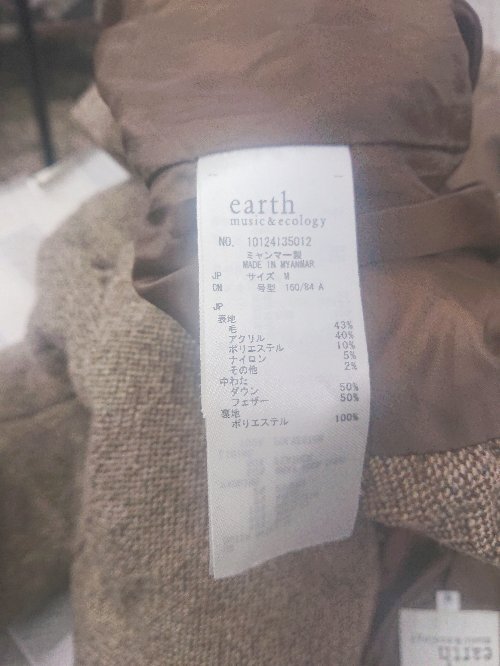 earth
music&ecology
NO. 10124135012
ミャンマー製
MADE IN MYANMAR
JP サイズ M
CN 号型 160/84 A
JP
表地
毛 43%
アクリル 40%
ポリエステル 10%
ナイロン 5%
その他 2%
中わた
ダウン 50%
フェザー 50%
裏地
ポリエステル 100%
earth